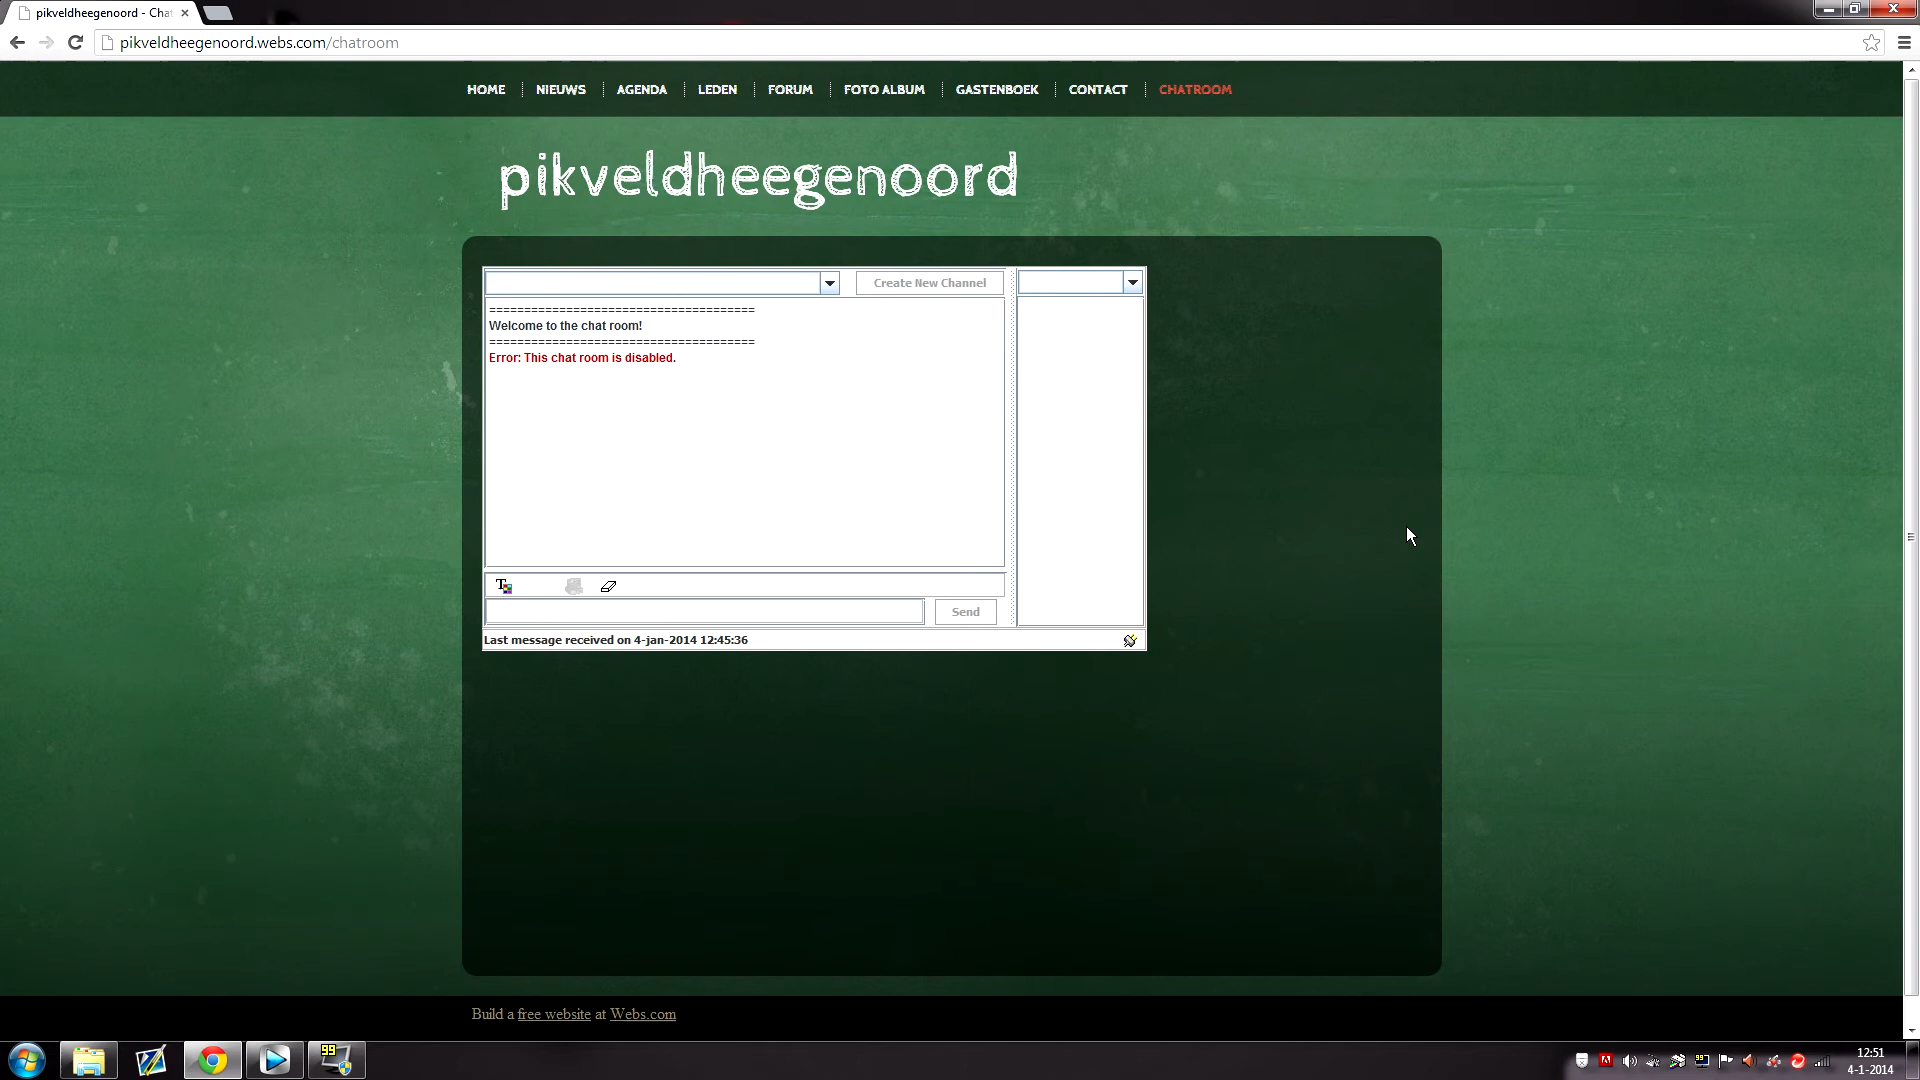 pikveldheegenoord - Cha
pikveldheegenoord.webs.com/chatroom
HOME NIEUWS AGENDA LEDEN FORUM FOTO ALBUM GASTENBOEK CONTACT CHATROOM
pikveldheegenoord
Create New Channel
======================================
Welcome to the chat room!
======================================
Error: This chat room is disabled.
Send
Last message received on 4-jan-2014 12:45:36
Build a free website at Webs.com
99
12:51
4-1-2014